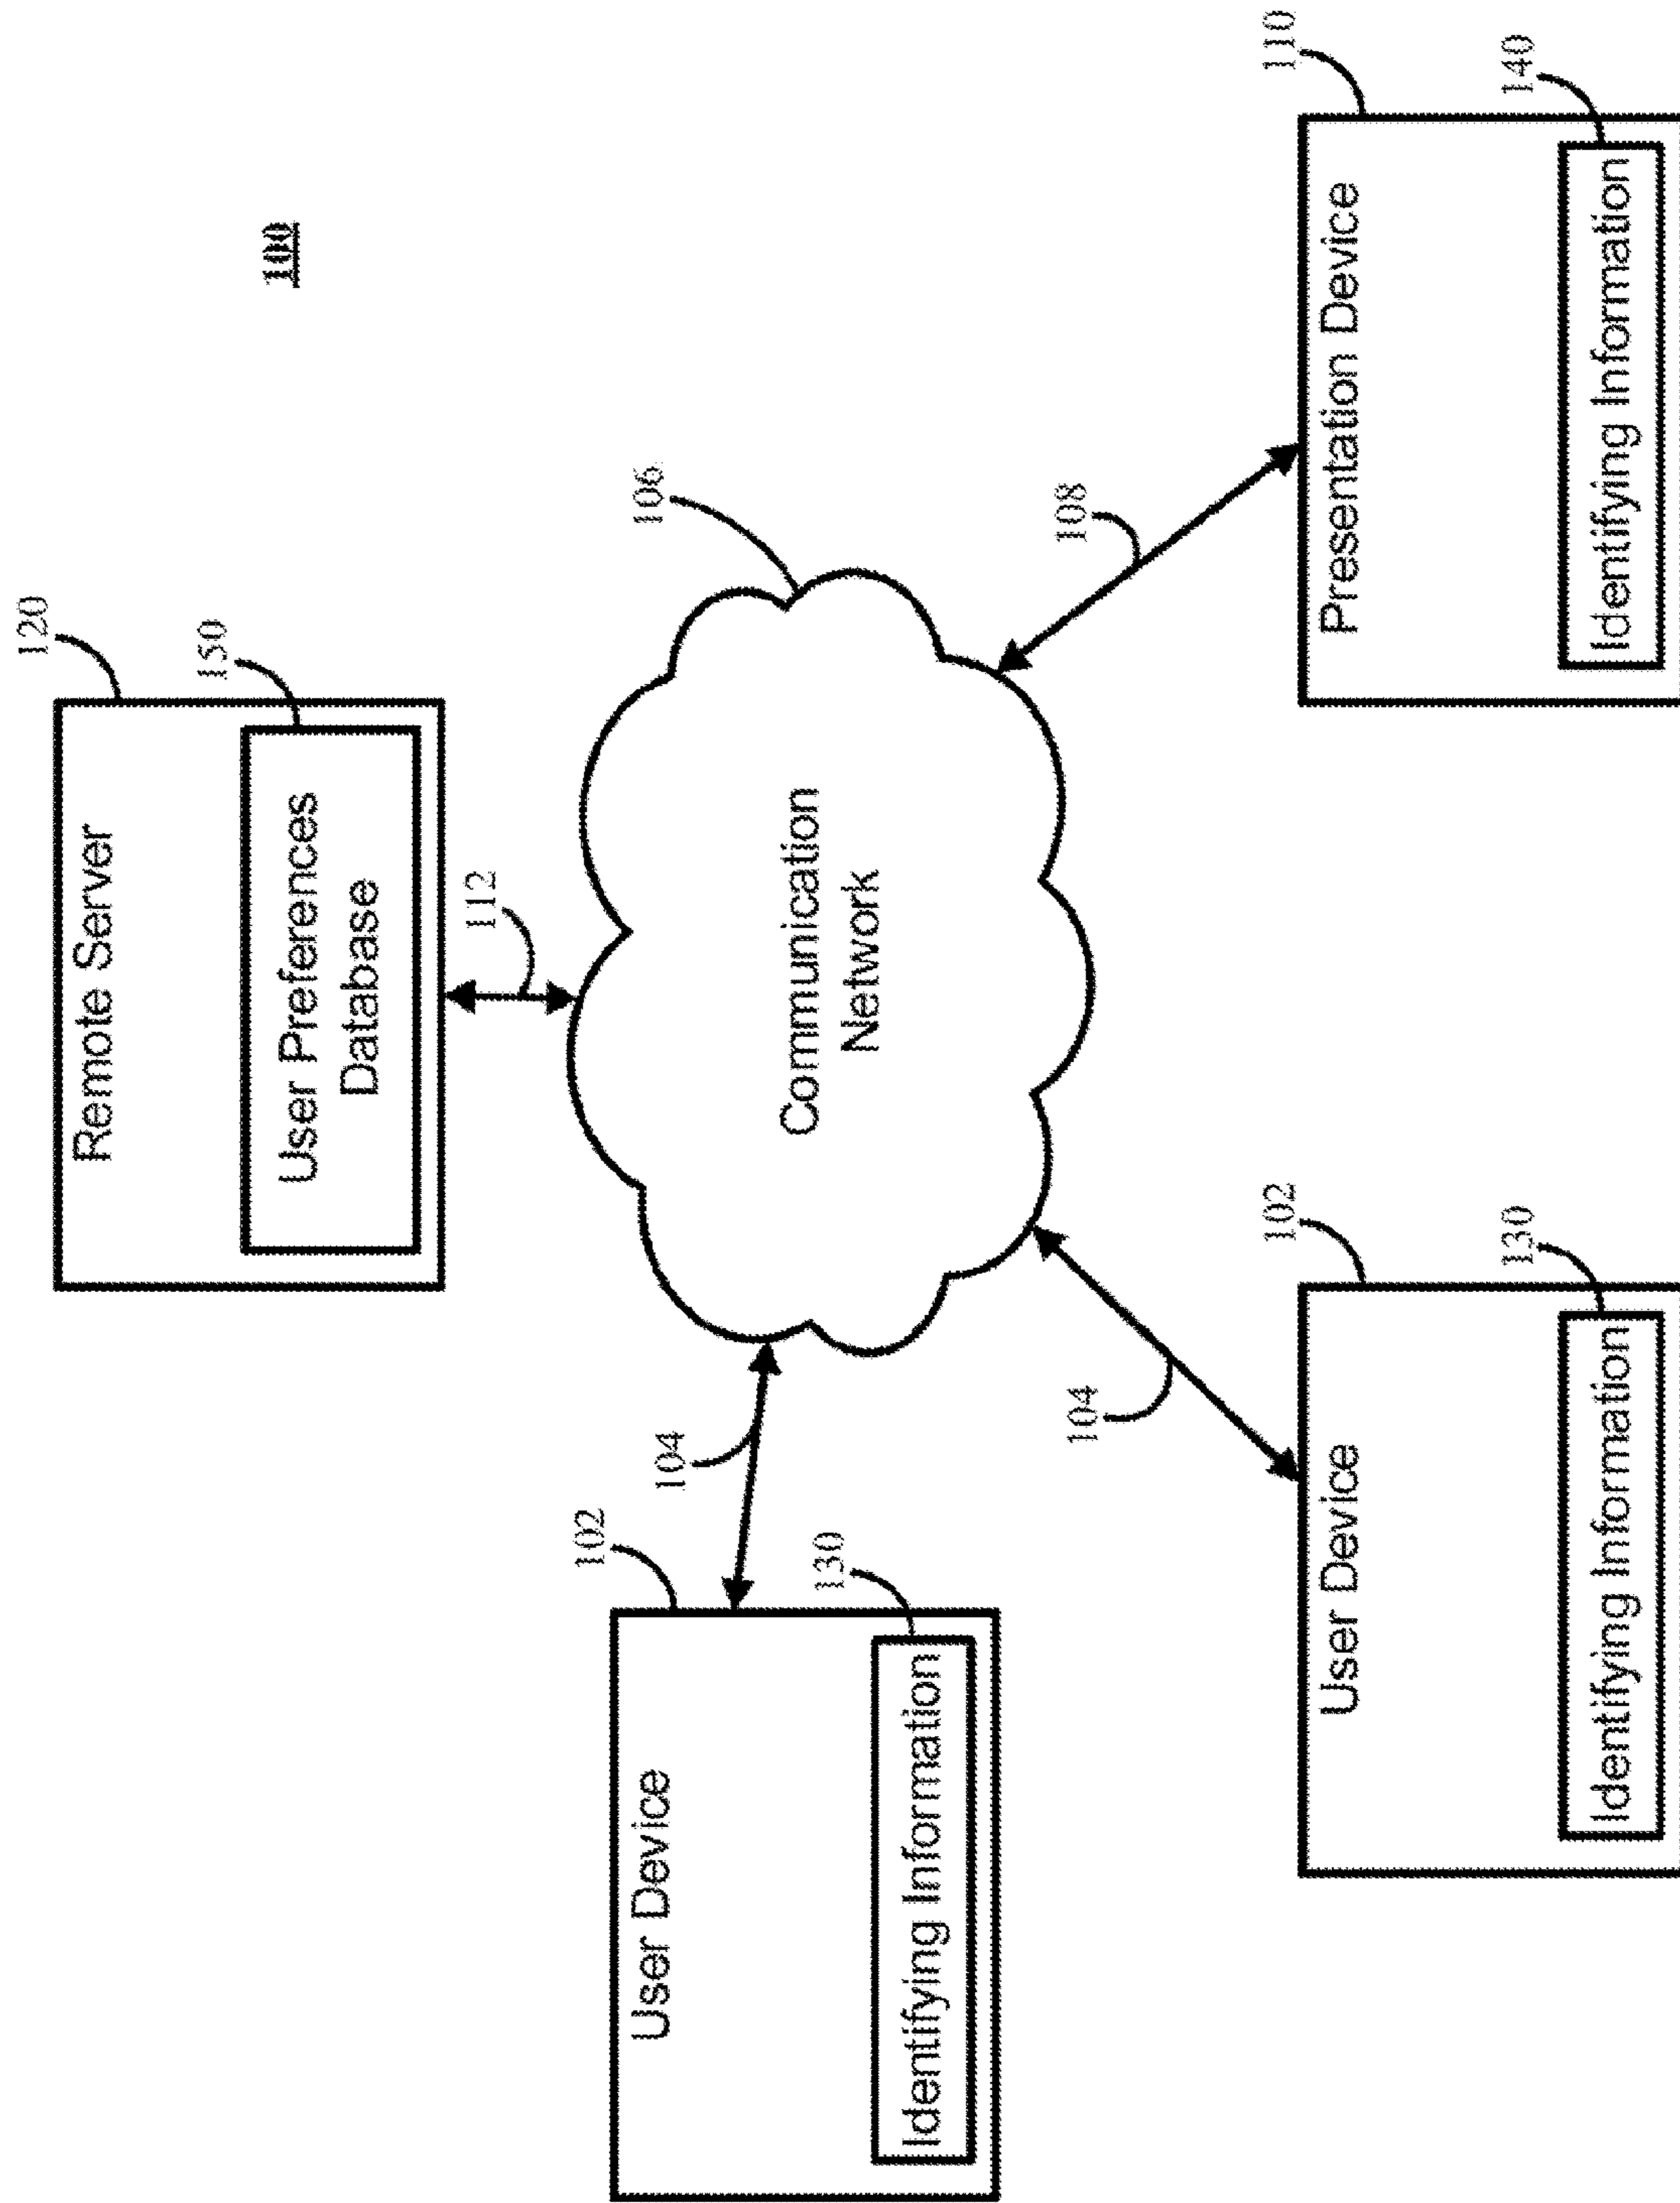 100
120
Remote Server
150
User Preferences
Database
112
106
Communication
Network
104
102
User Device
130
Identifying Information
104
102
User Device
130
Identifying Information
108
110
Presentation Device
140
Identifying Information